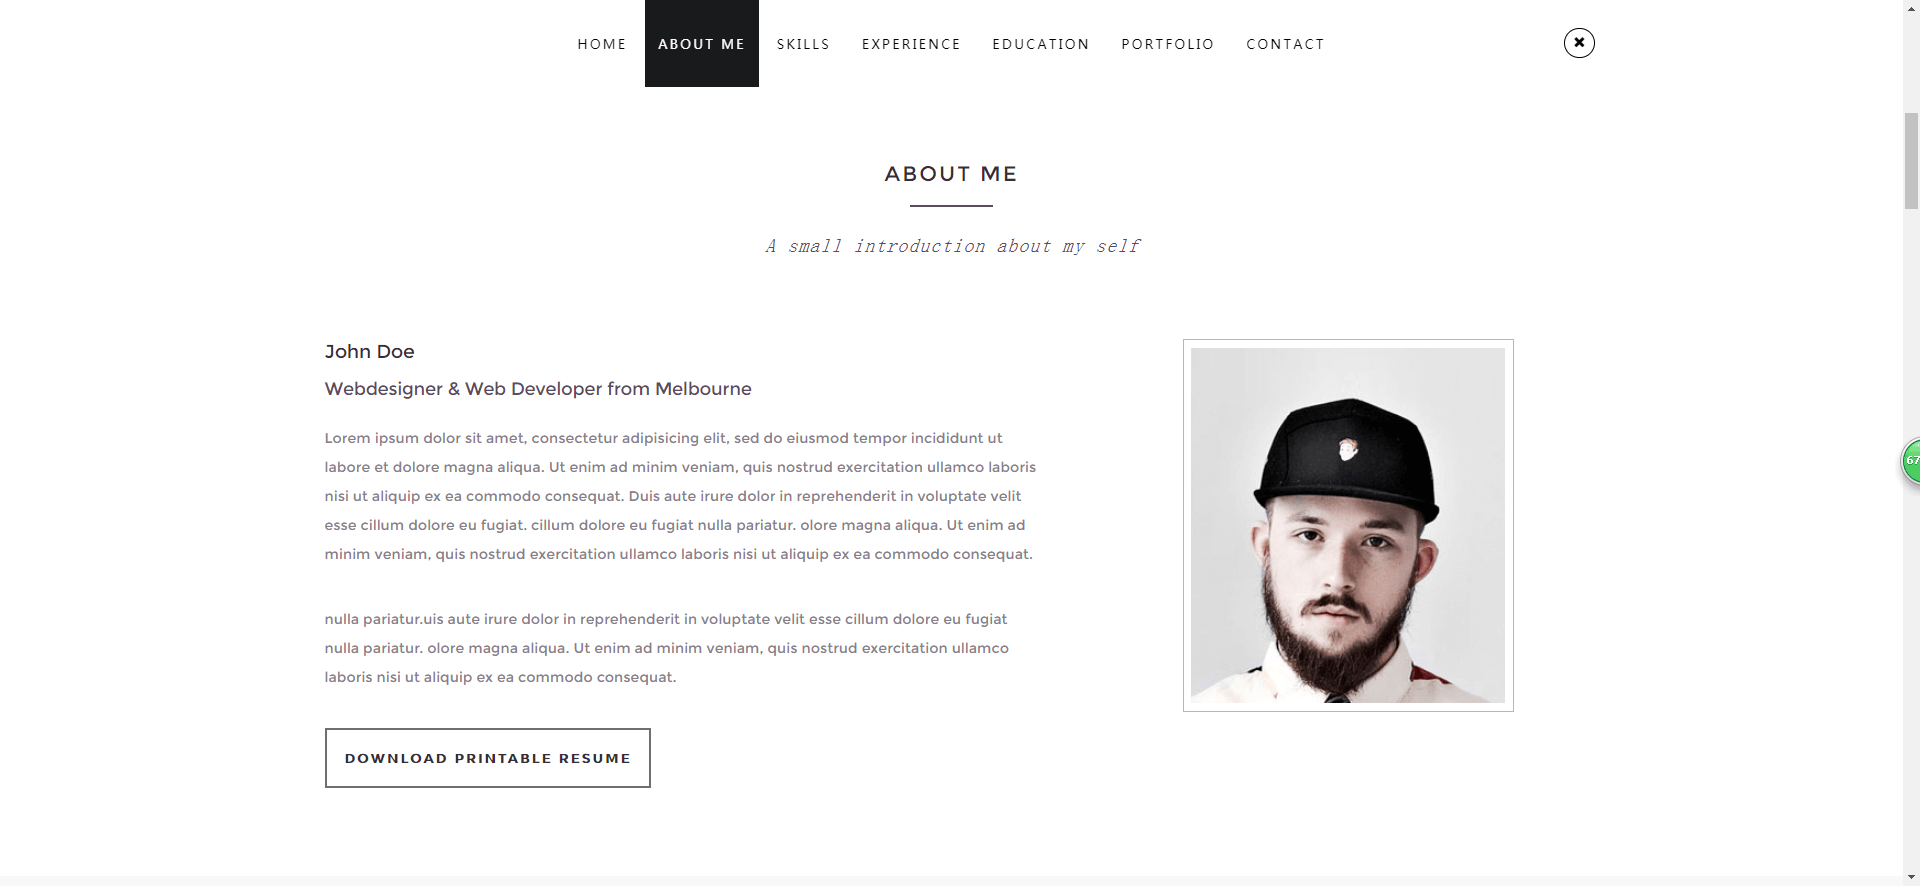 HOME ABOUT ME SKILLS EXPERIENCE EDUCATION PORTFOLIO CONTACT
ABOUT ME
A small introduction about my self
John Doe
Webdesigner & Web Developer from Melbourne
Lorem ipsum dolor sit amet, consectetur adipisicing elit, sed do eiusmod tempor incididunt ut
labore et dolore magna aliqua. Ut enim ad minim veniam, quis nostrud exercitation ullamco laboris
nisi ut aliquip ex ea commodo consequat. Duis aute irure dolor in reprehenderit in voluptate velit
esse cillum dolore eu fugiat. cillum dolore eu fugiat nulla pariatur. olore magna aliqua. Ut enim ad
minim veniam, quis nostrud exercitation ullamco laboris nisi ut aliquip ex ea commodo consequat.
nulla pariatur.uis aute irure dolor in reprehenderit in voluptate velit esse cillum dolore eu fugiat
nulla pariatur. olore magna aliqua. Ut enim ad minim veniam, quis nostrud exercitation ullamco
laboris nisi ut aliquip ex ea commodo consequat.
DOWNLOAD PRINTABLE RESUME
67